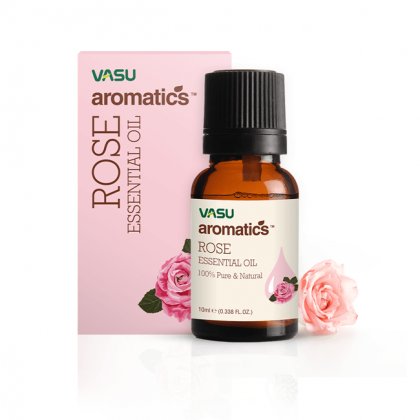 VASU
aromatics™
ROSE
ESSENTIAL OIL
VASU
aromatics™
ROSE
ESSENTIAL OIL
100% Pure & Natural
10ml ℮ (0.338 FL.OZ.)